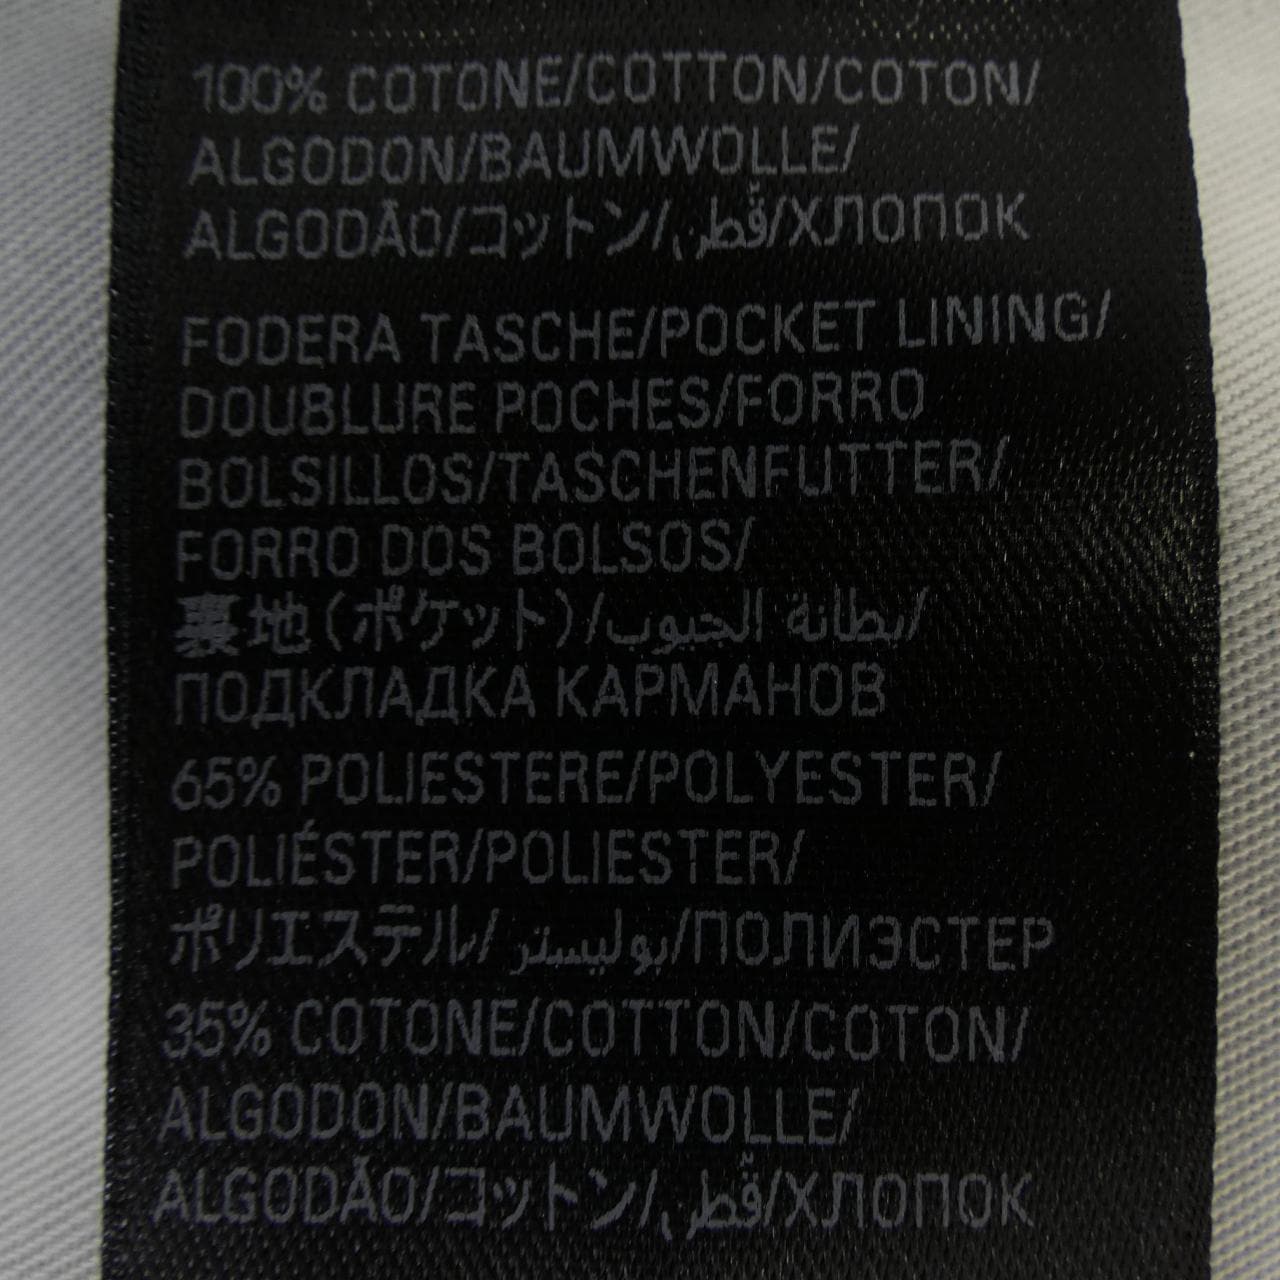 100% COTONE/COTTON/COTON/
ALGODON/BAUMWOLLE/
ALGODÃO/コットン/قطن/ХЛОПОК
FODERA TASCHE/POCKET LINING/
DOUBLURE POCHES/FORRO
BOLSILLOS/TASCHENFUTTER/
FORRO DOS BOLSOS/
裏地(ポケット)/بطانة الجيوب/
ПОДКЛАДКА КАРМАНОВ
65% POLIESTERE/POLYESTER/
POLIÉSTER/POLIESTER/
ポリエステル/بوليستر/ПОЛИЭСТЕР
35% COTONE/COTTON/COTON/
ALGODON/BAUMWOLLE/
ALGODÃO/コットン/قطن/ХЛОПОК